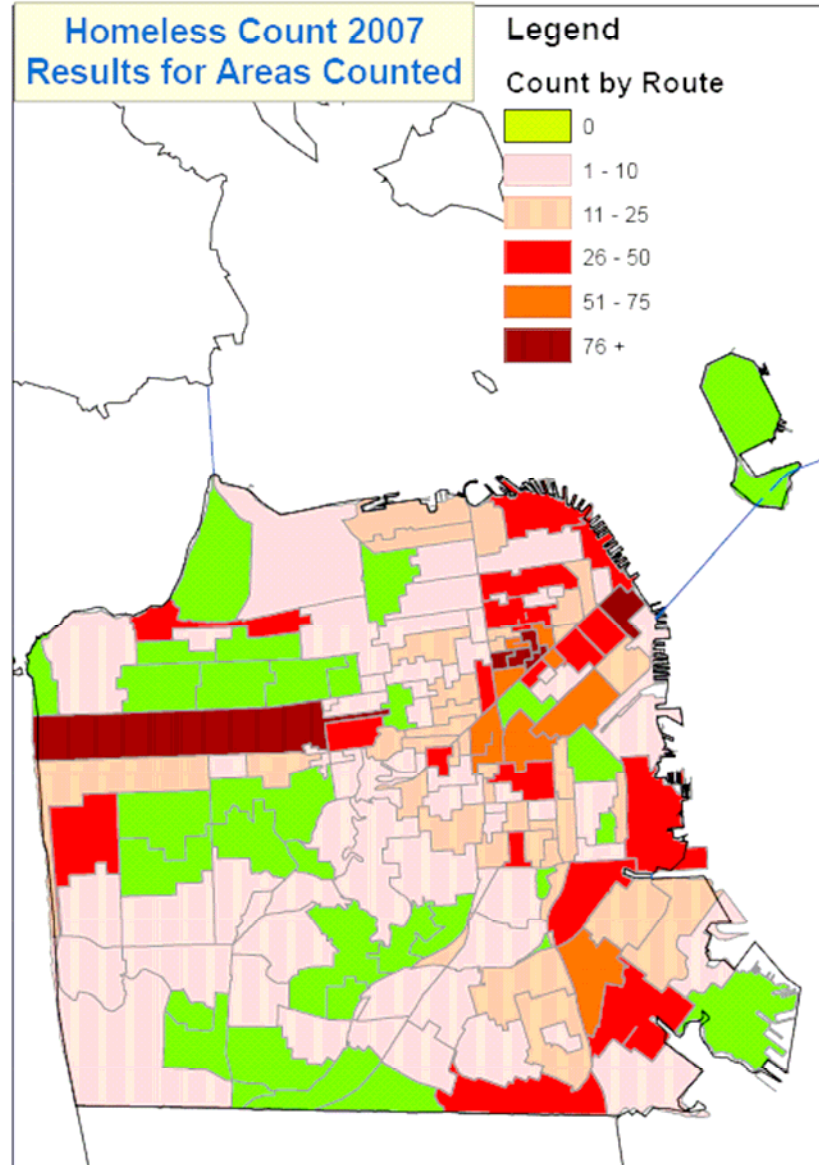 Homeless Count 2007
Results for Areas Counted
Legend
Count by Route
0
1 - 10
11 - 25
26 - 50
51 - 75
76 +